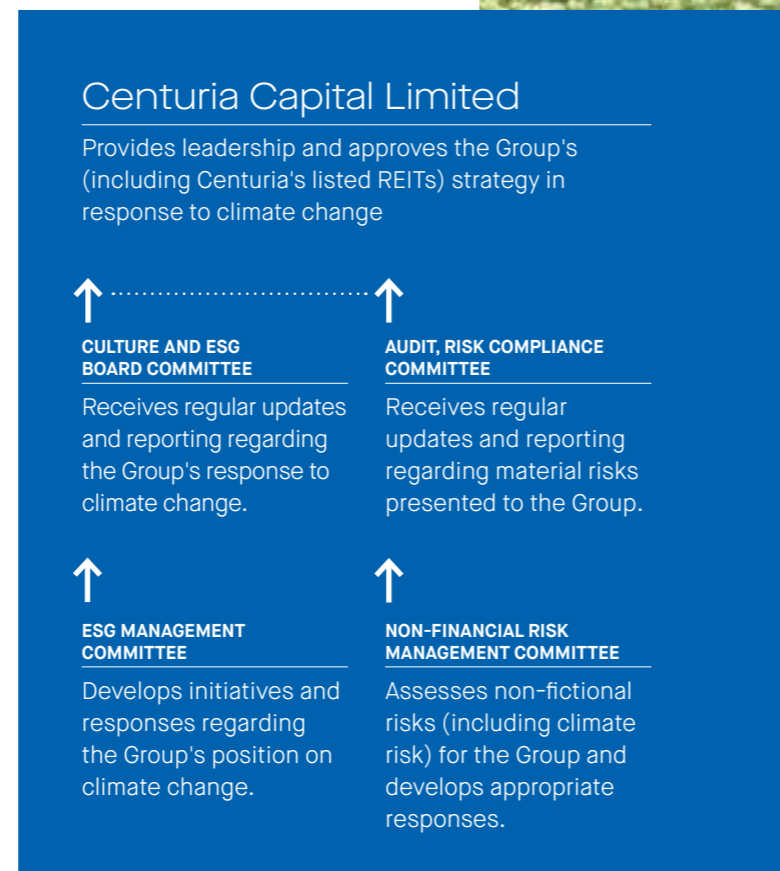 Centuria Capital Limited
Provides leadership and approves the Group's
(including Centuria's listed REITs) strategy in
response to climate change
CULTURE AND ESG
BOARD COMMITTEE
Receives regular updates
and reporting regarding
the Group's response to
climate change.
AUDIT, RISK COMPLIANCE
COMMITTEE
Receives regular
updates and reporting
regarding material risks
presented to the Group.
ESG MANAGEMENT
COMMITTEE
Develops initiatives and
responses regarding
the Group's position on
climate change.
NON-FINANCIAL RISK
MANAGEMENT COMMITTEE
Assesses non-fictional
risks (including climate
risk) for the Group and
develops appropriate
responses.